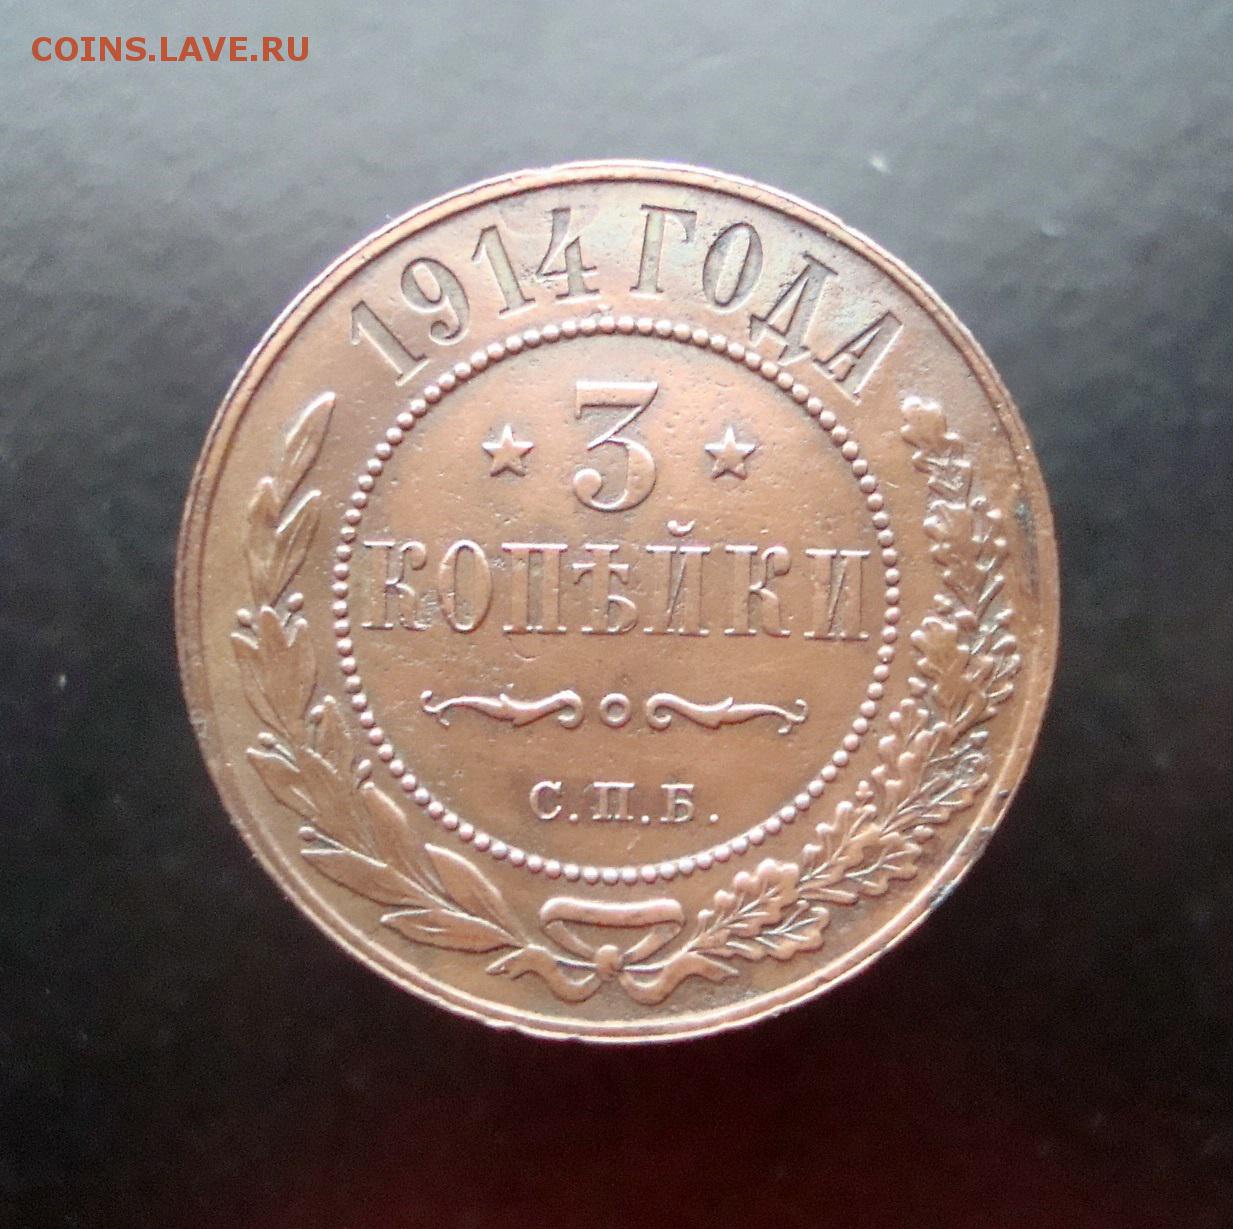 COINS.LAVE.RU
1914 ГОДА
3
КОПѢЙКИ
С.П.Б.